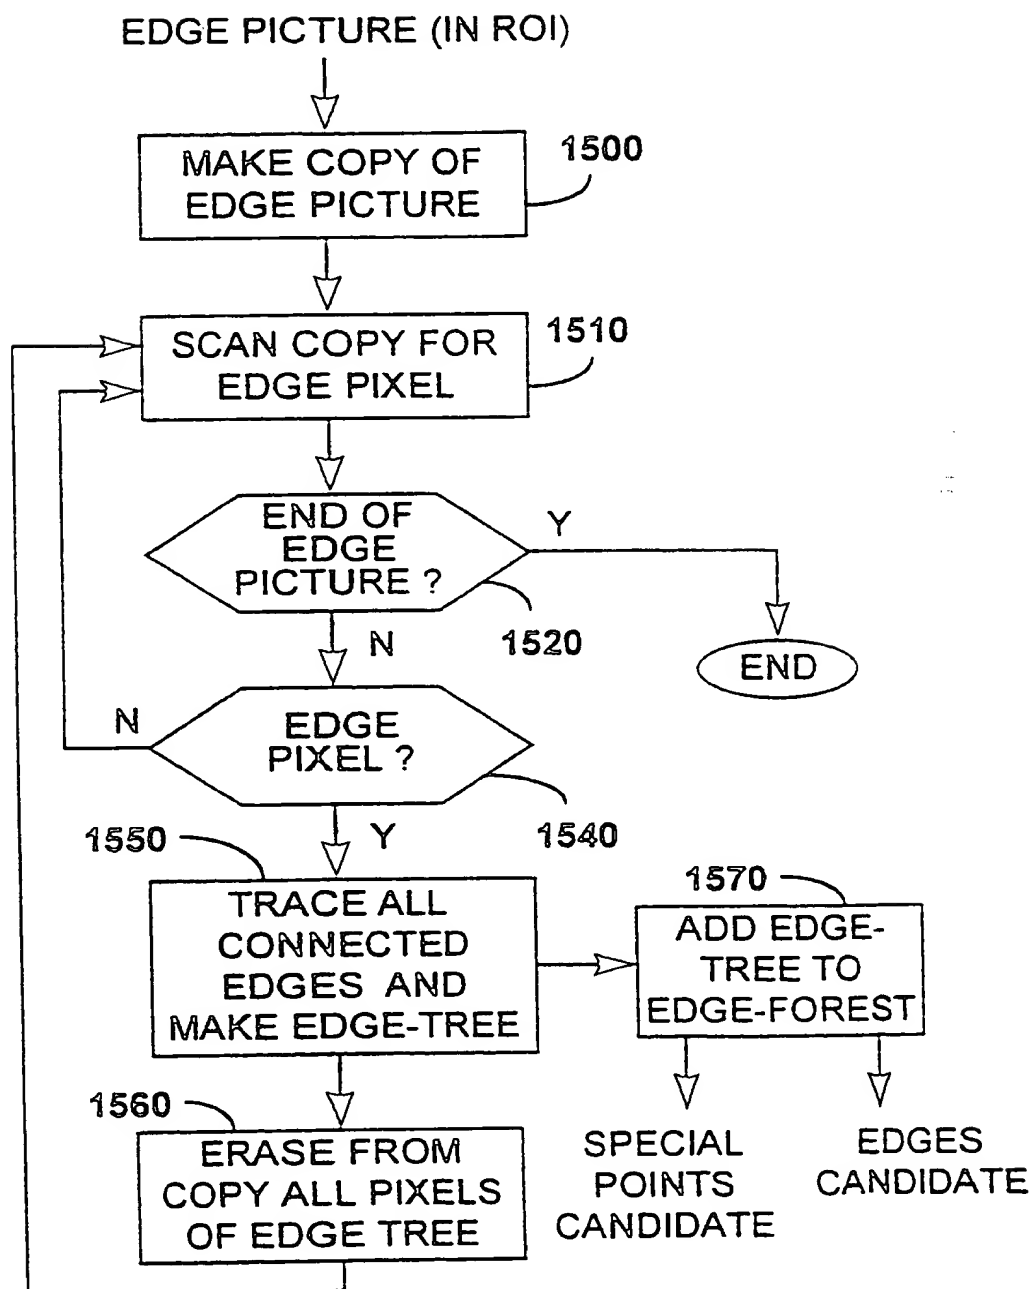 EDGE PICTURE (IN ROI)
MAKE COPY OF
EDGE PICTURE
1500
SCAN COPY FOR
EDGE PIXEL
1510
END OF
EDGE
PICTURE ?
Y
1520
END
N
EDGE
PIXEL ?
N
1540
Y
1550
TRACE ALL
CONNECTED
EDGES AND
MAKE EDGE-TREE
1570
ADD EDGE-
TREE TO
EDGE-FOREST
1560
ERASE FROM
COPY ALL PIXELS
OF EDGE TREE
SPECIAL
POINTS
CANDIDATE
EDGES
CANDIDATE